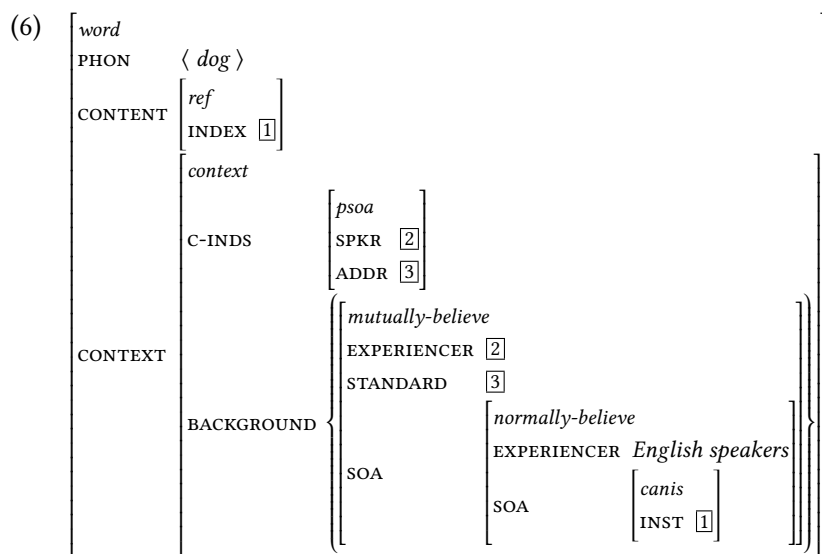 (6)
word
PHON ⟨ dog ⟩
ref
CONTENT
INDEX 1
context
psoa
C-INDS SPKR 2
ADDR 3
mutually-believe
EXPERIENCER 2
CONTEXT STANDARD 3
normally-believe
BACKGROUND EXPERIENCER English speakers
SOA canis
SOA
INST 1